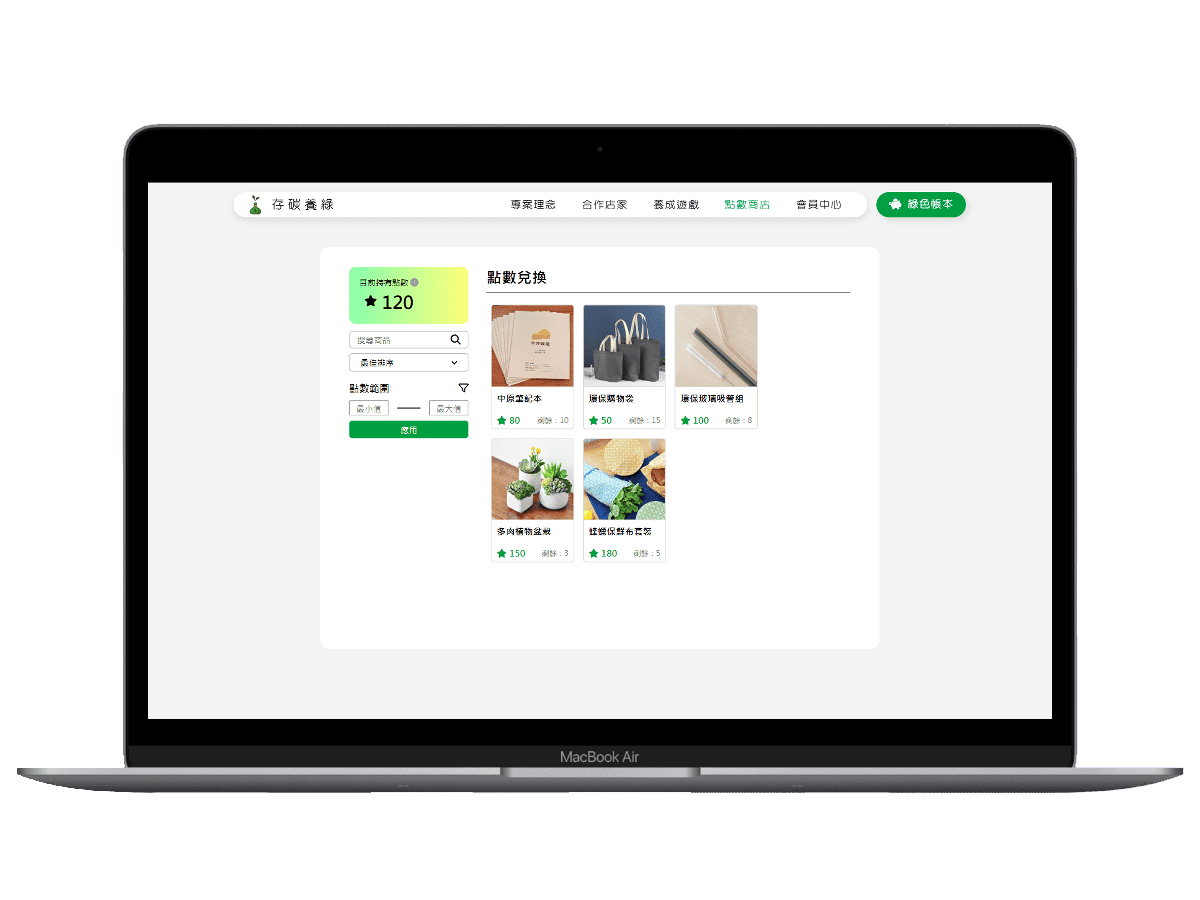 存碳養綠
專案理念 合作店家 養成遊戲 點數商店 會員中心 綠色帳本
目前持有點數
120
搜尋商品
最佳排序
點數範圍
最小值 最大值
應用
點數兌換
中原筆記本
80 剩餘：10
環保購物袋
50 剩餘：15
環保玻璃吸管組
100 剩餘：8
多肉植物盆栽
150 剩餘：3
蜂蠟保鮮布套裝
180 剩餘：5
MacBook Air